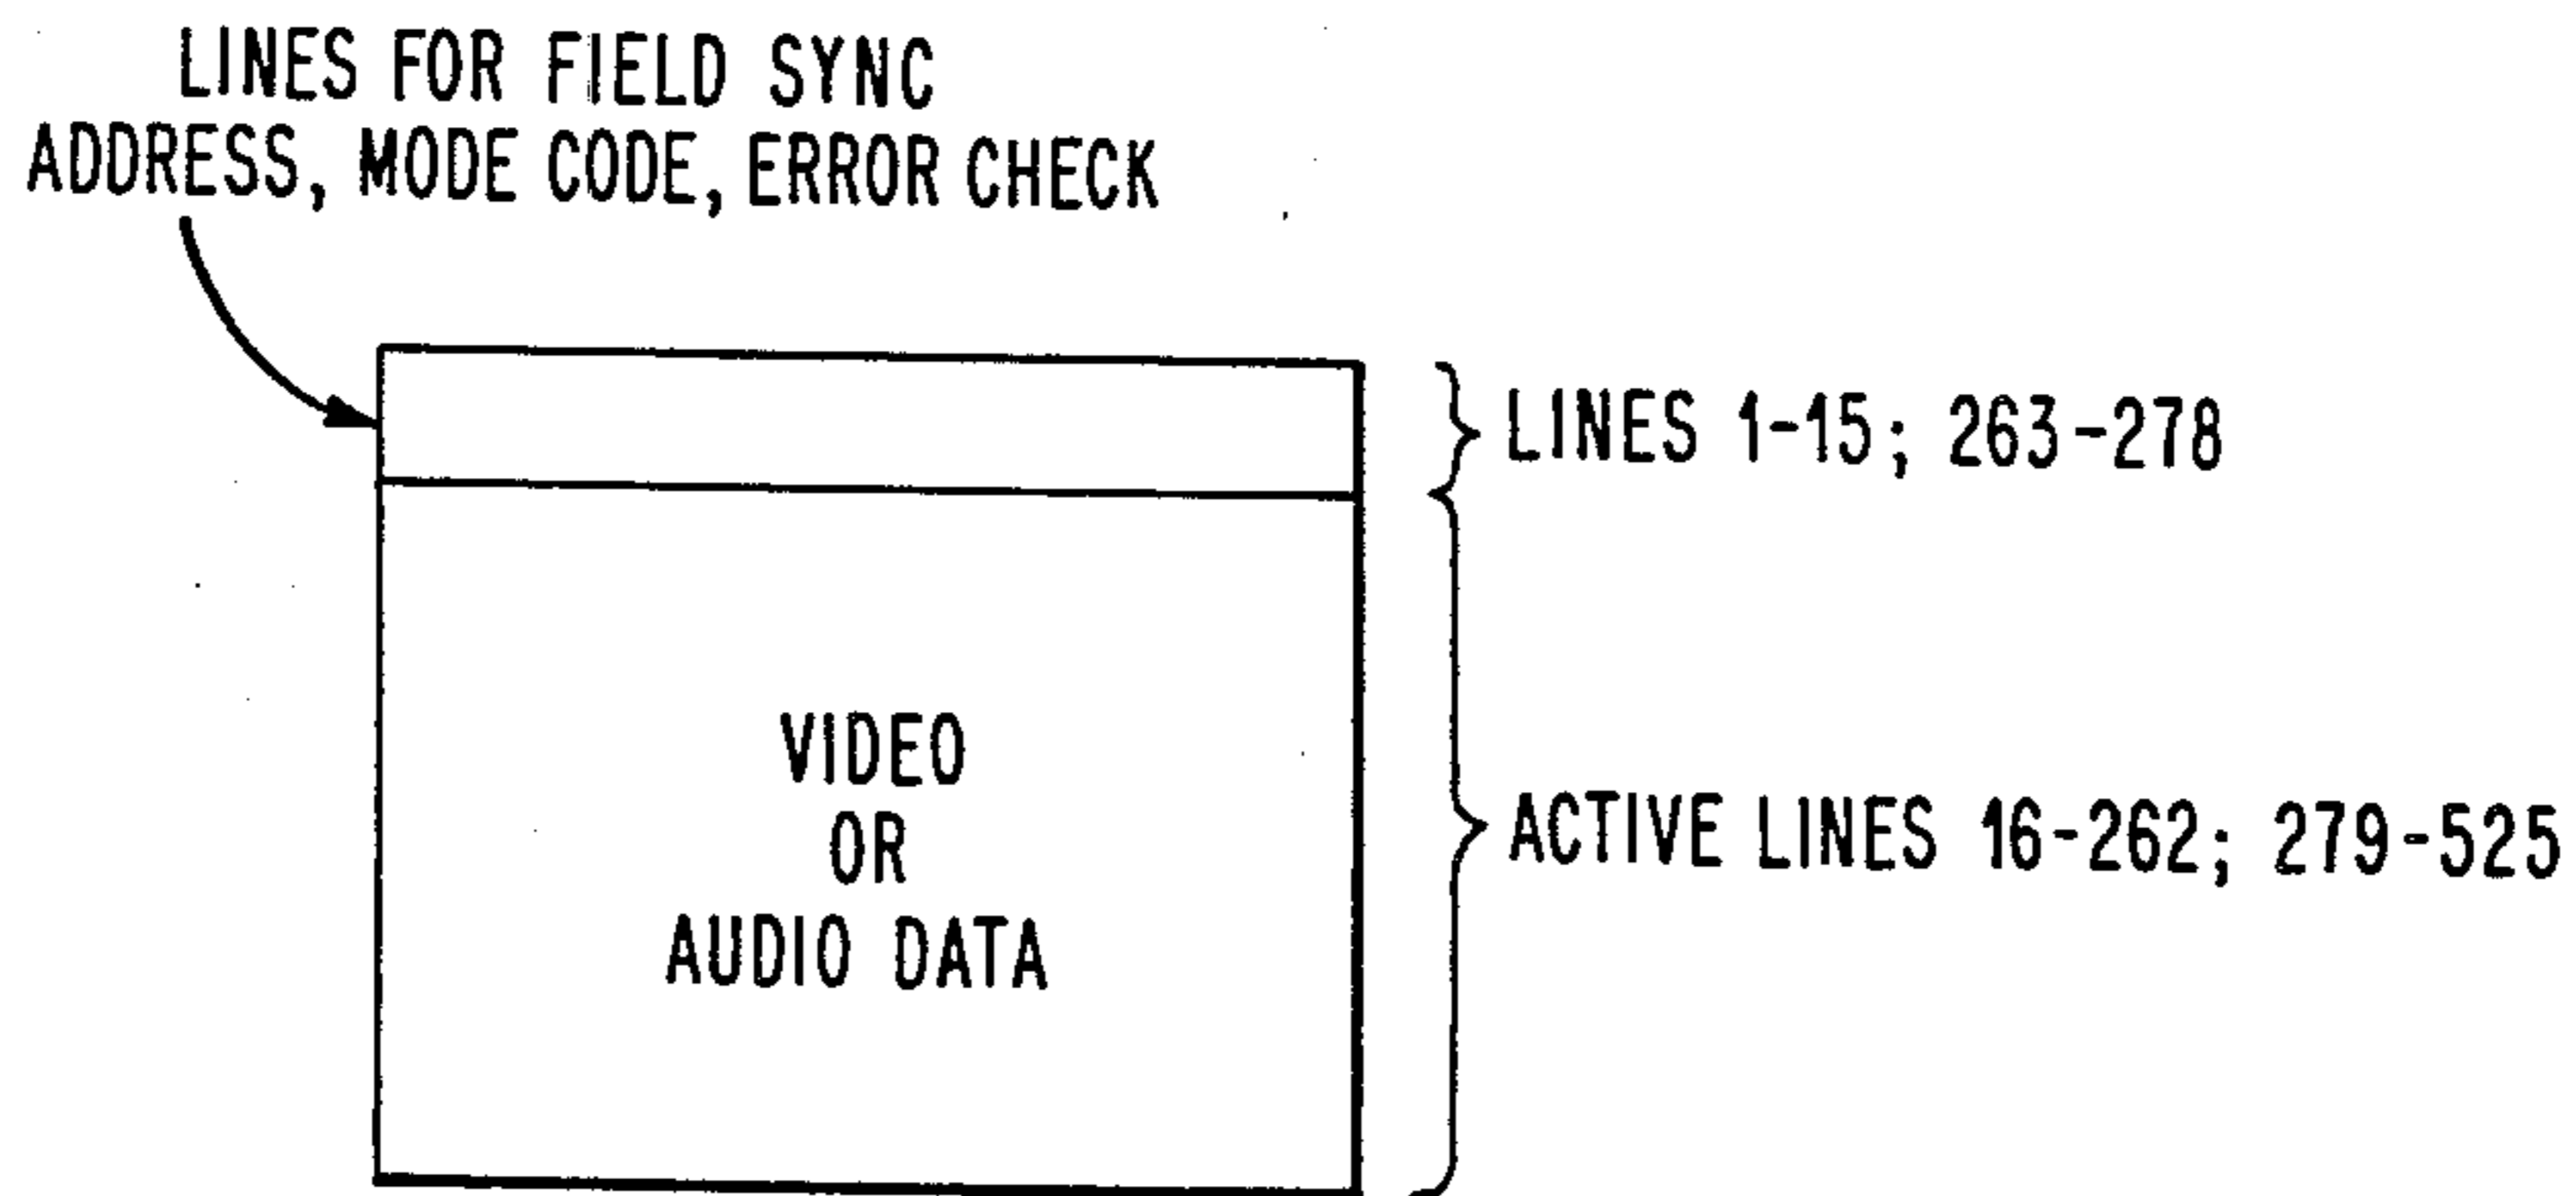 LINES FOR FIELD SYNC
ADDRESS, MODE CODE, ERROR CHECK
LINES 1-15; 263-278
VIDEO
OR
AUDIO DATA
ACTIVE LINES 16-262; 279-525